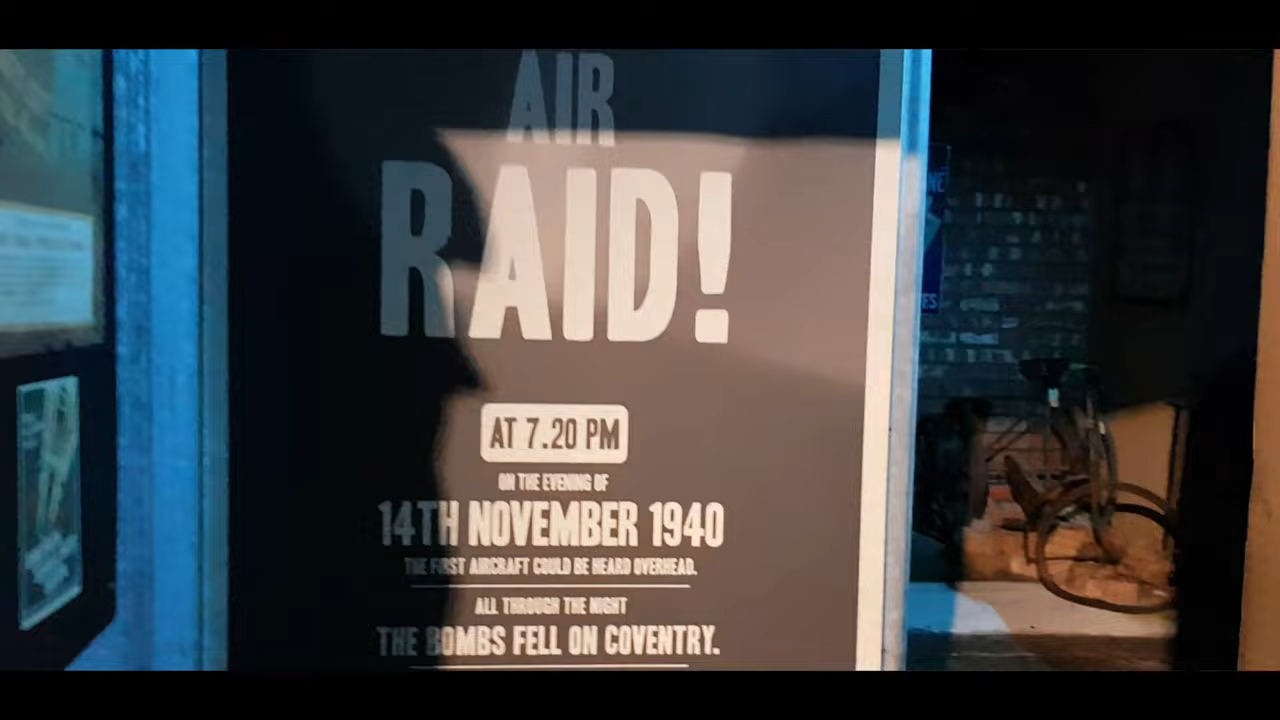 AIR
RAID!
AT 7.20 PM
ON THE EVENING OF
14TH NOVEMBER 1940
THE FIRST AIRCRAFT COULD BE HEARD OVERHEAD.
ALL THROUGH THE NIGHT
THE BOMBS FELL ON COVENTRY.